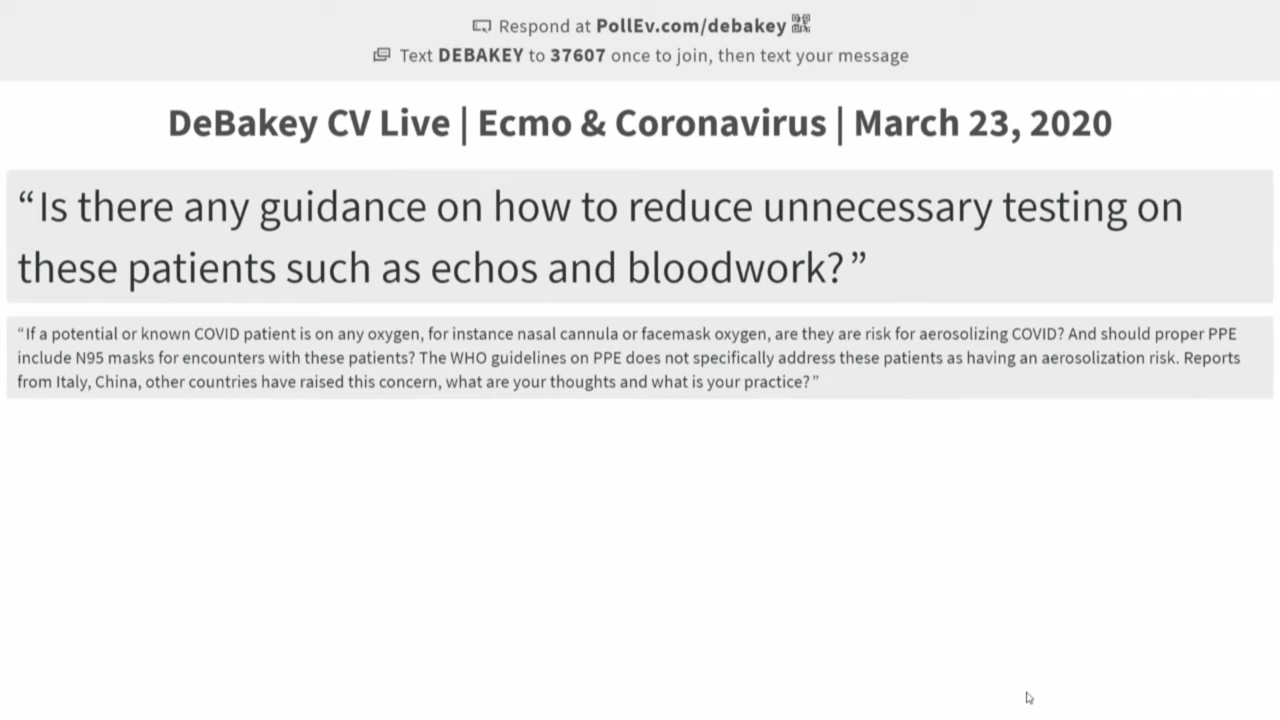 Respond at PollEv.com/debakey
Text DEBAKEY to 37607 once to join, then text your message
DeBakey CV Live | Ecmo & Coronavirus | March 23, 2020
“Is there any guidance on how to reduce unnecessary testing on
these patients such as echos and bloodwork?”
“If a potential or known COVID patient is on any oxygen, for instance nasal cannula or facemask oxygen, are they are risk for aerosolizing COVID? And should proper PPE
include N95 masks for encounters with these patients? The WHO guidelines on PPE does not specifically address these patients as having an aerosolization risk. Reports
from Italy, China, other countries have raised this concern, what are your thoughts and what is your practice?”